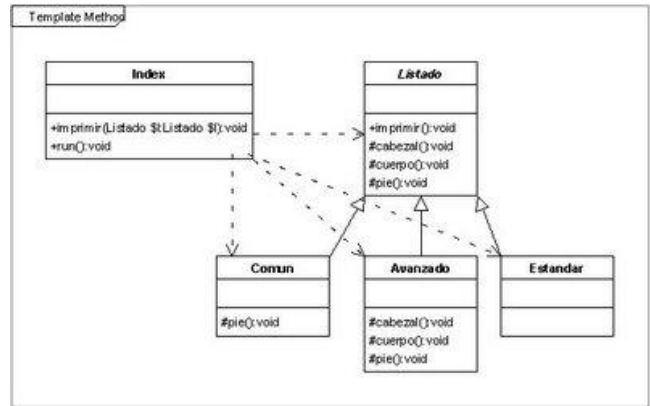 Template Method
Index
+imprimir(Listado $l:Listado $l):void
+run():void
Listado
+imprimir():void
#cabezal():void
#cuerpo():void
#pie():void
Comun
#pie():void
Avanzado
#cabezal():void
#cuerpo():void
#pie():void
Estandar